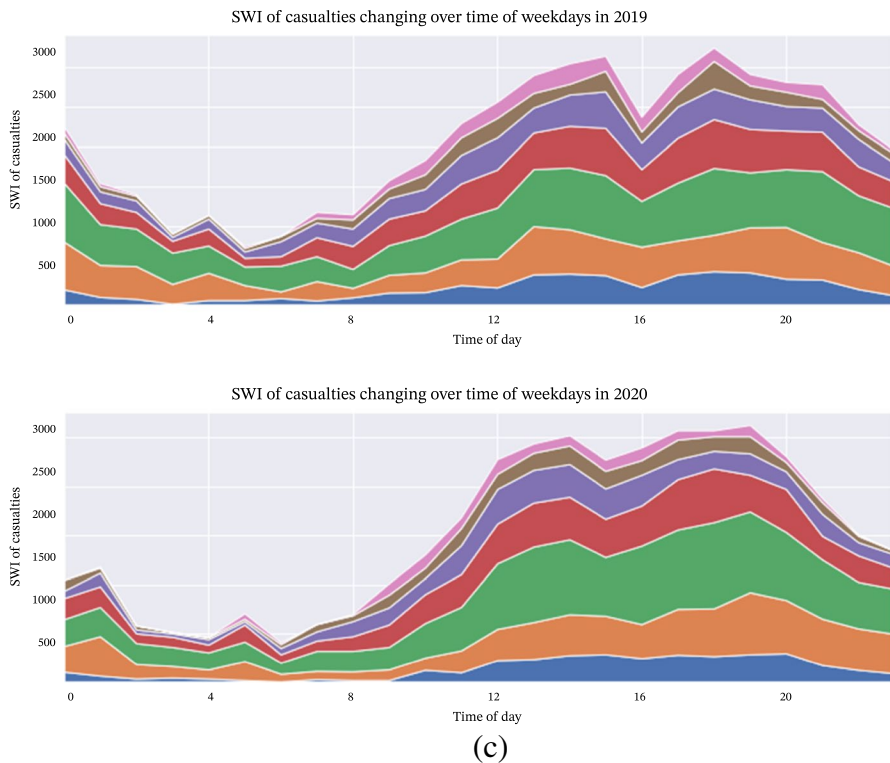 SWI of casualties changing over time of weekdays in 2019
3000
2500
2000
1500
1000
500
SWI of casualties
0 4 8 12 16 20
Time of day
SWI of casualties changing over time of weekdays in 2020
3000
2500
2000
1500
1000
500
SWI of casualties
0 4 8 12 16 20
Time of day
(c)